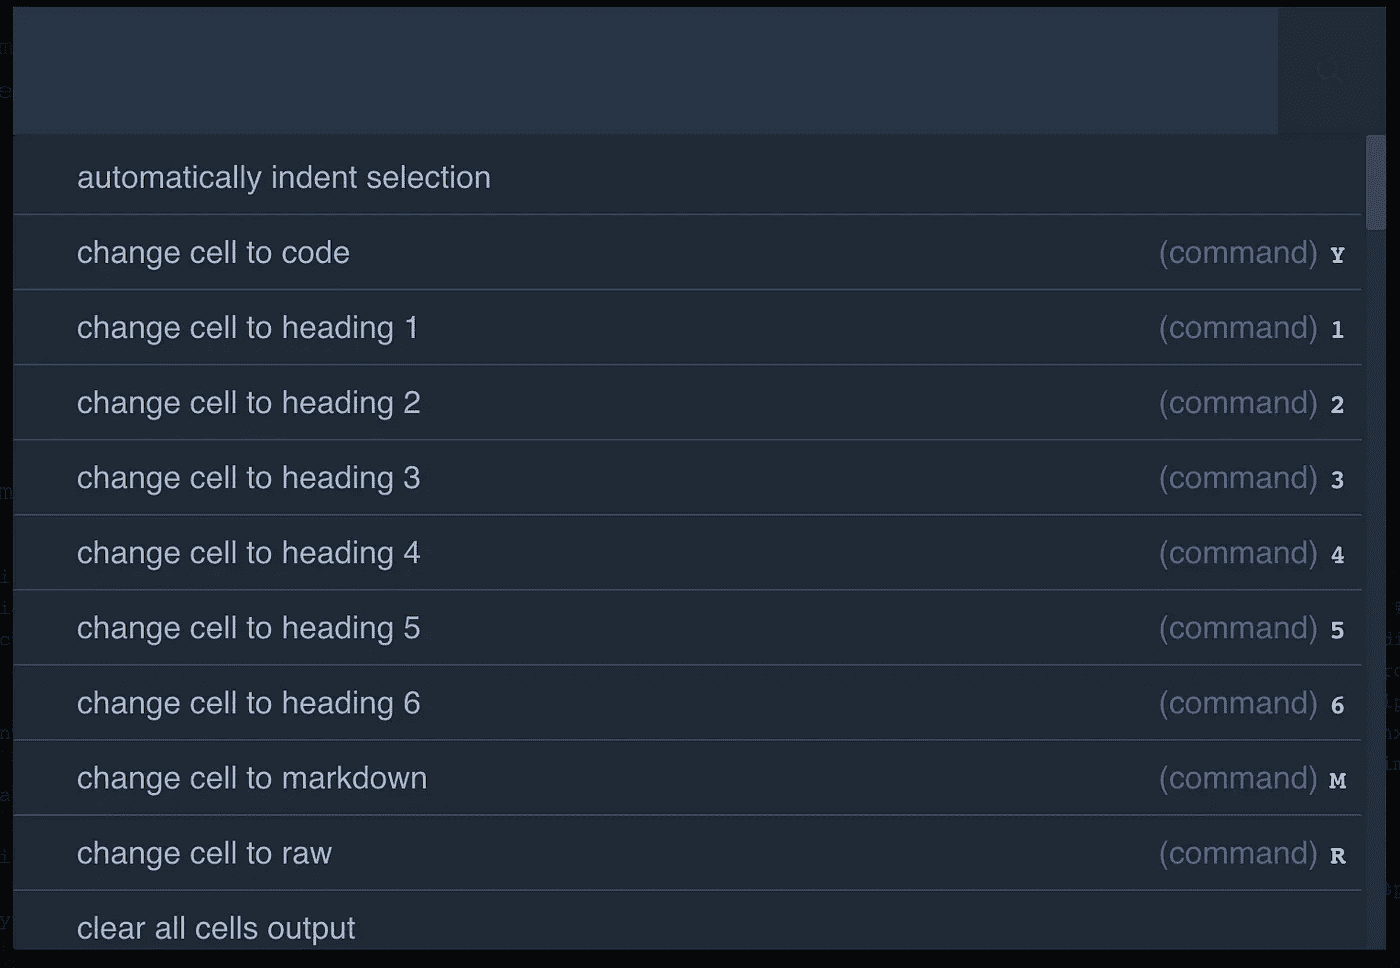 automatically indent selection
change cell to code (command) Y
change cell to heading 1 (command) 1
change cell to heading 2 (command) 2
change cell to heading 3 (command) 3
change cell to heading 4 (command) 4
change cell to heading 5 (command) 5
change cell to heading 6 (command) 6
change cell to markdown (command) M
change cell to raw (command) R
clear all cells output